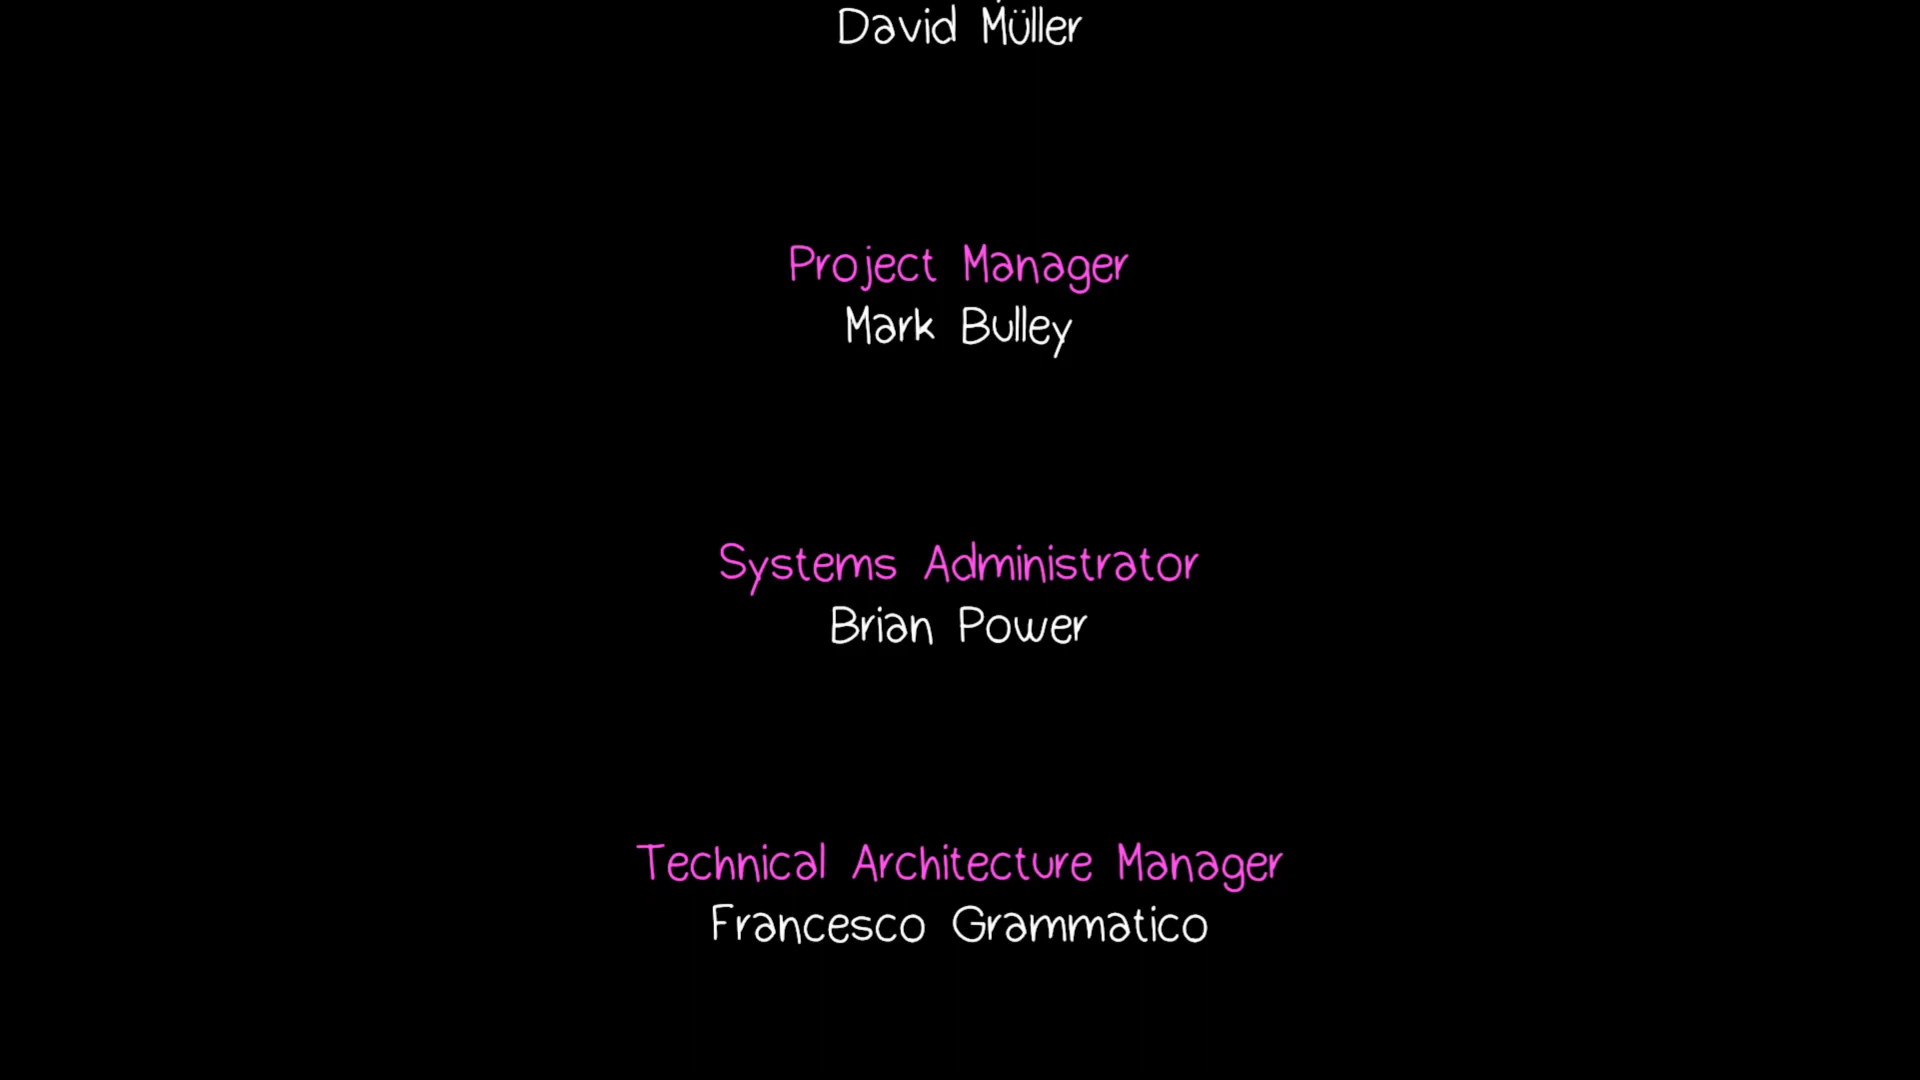 David Müller
Project Manager
Mark Bulley
Systems Administrator
Brian Power
Technical Architecture Manager
Francesco Grammatico